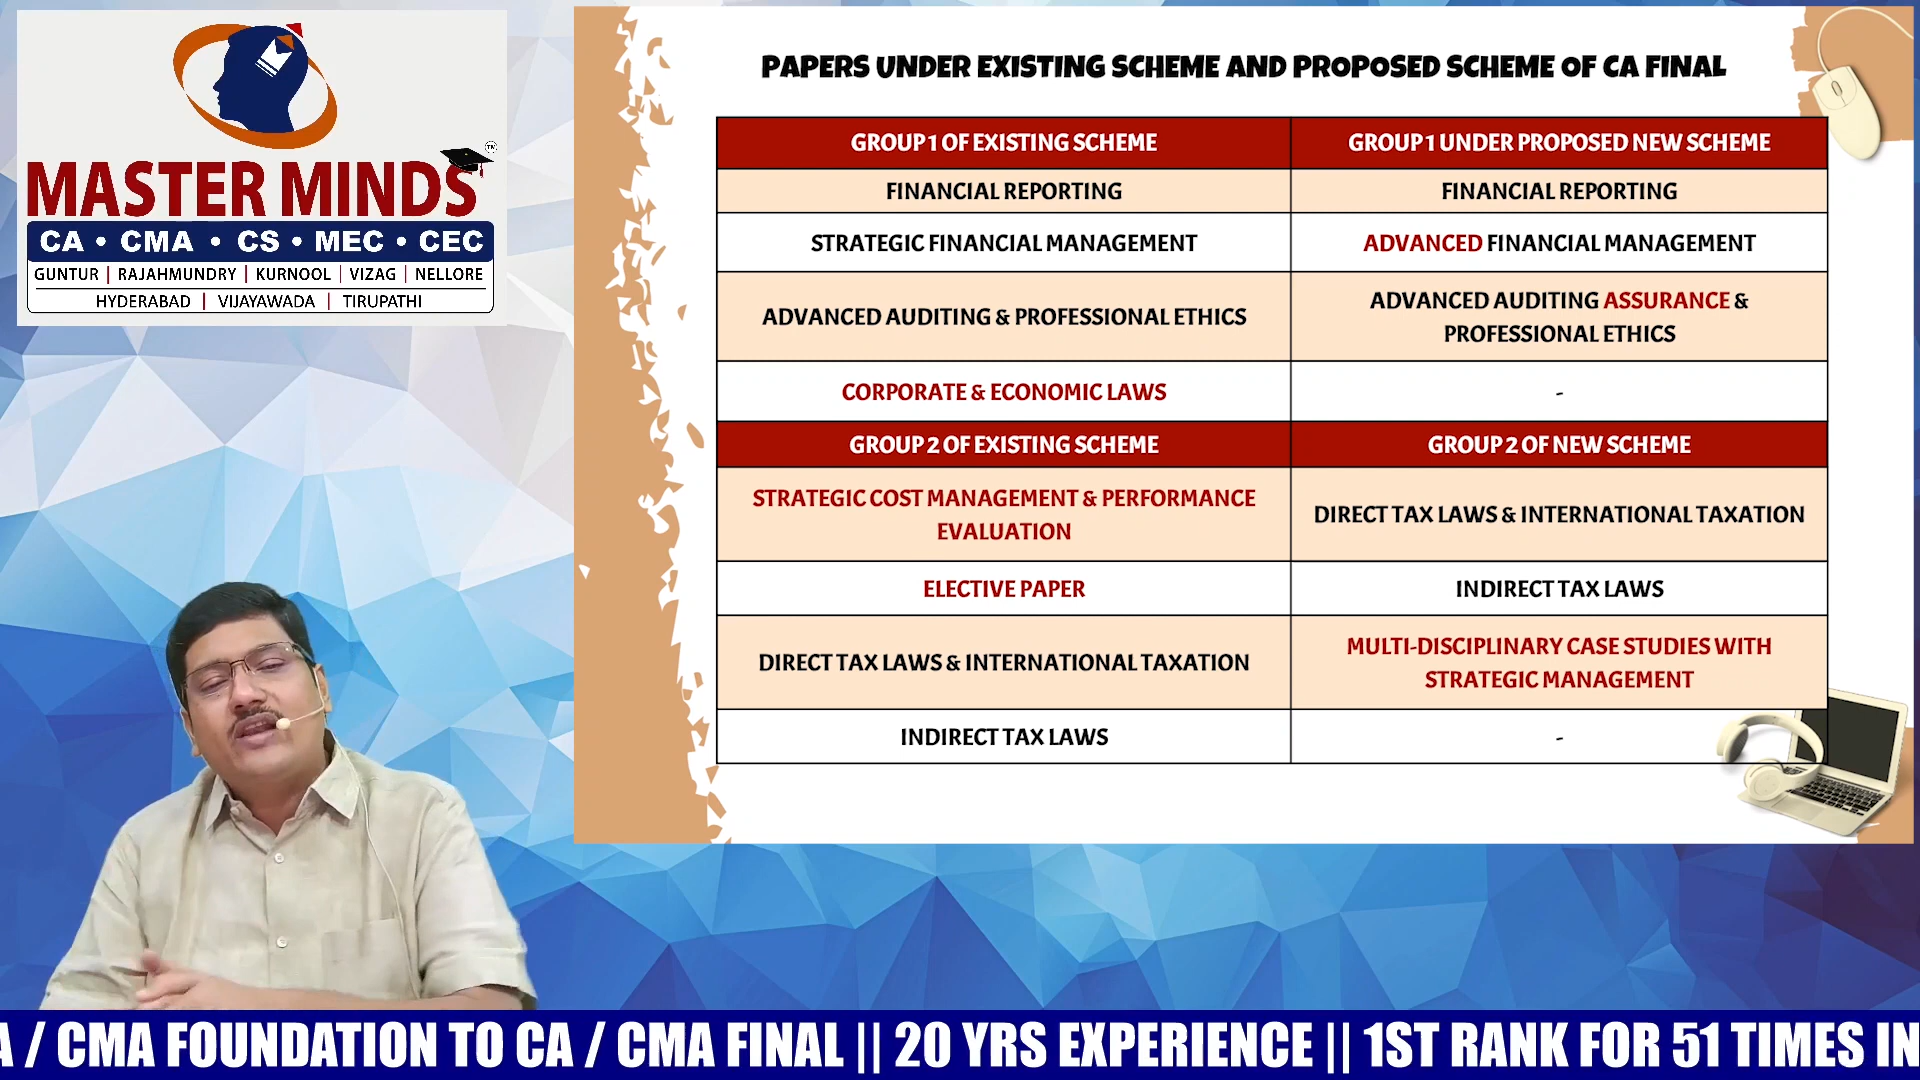 MASTER MINDS
TM
CA • CMA • CS • MEC • CEC
GUNTUR | RAJAHMUNDRY | KURNOOL | VIZAG | NELLORE
HYDERABAD | VIJAYAWADA | TIRUPATHI
PAPERS UNDER EXISTING SCHEME AND PROPOSED SCHEME OF CA FINAL
GROUP 1 OF EXISTING SCHEME
GROUP 1 UNDER PROPOSED NEW SCHEME
FINANCIAL REPORTING
FINANCIAL REPORTING
STRATEGIC FINANCIAL MANAGEMENT
ADVANCED FINANCIAL MANAGEMENT
ADVANCED AUDITING & PROFESSIONAL ETHICS
ADVANCED AUDITING ASSURANCE &
PROFESSIONAL ETHICS
CORPORATE & ECONOMIC LAWS
-
GROUP 2 OF EXISTING SCHEME
GROUP 2 OF NEW SCHEME
STRATEGIC COST MANAGEMENT & PERFORMANCE
EVALUATION
DIRECT TAX LAWS & INTERNATIONAL TAXATION
ELECTIVE PAPER
INDIRECT TAX LAWS
DIRECT TAX LAWS & INTERNATIONAL TAXATION
MULTI-DISCIPLINARY CASE STUDIES WITH
STRATEGIC MANAGEMENT
INDIRECT TAX LAWS
-
A / CMA FOUNDATION TO CA / CMA FINAL || 20 YRS EXPERIENCE || 1ST RANK FOR 51 TIMES IN